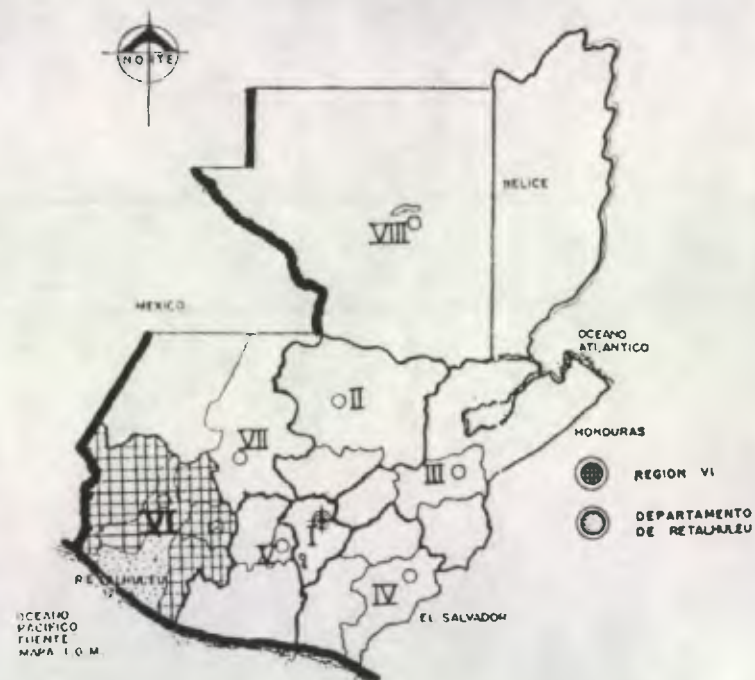 NORTE
BELICE
VIII
MEXICO
OCEANO
ATLANTICO
II
HONDURAS
VII
III
REGION VI
VI
DEPARTAMENTO
DE RETALHULEU
I
V
RETALHULEU
IV
EL SALVADOR
OCEANO
PACIFICO
FUENTE
MAPA I.G.M.